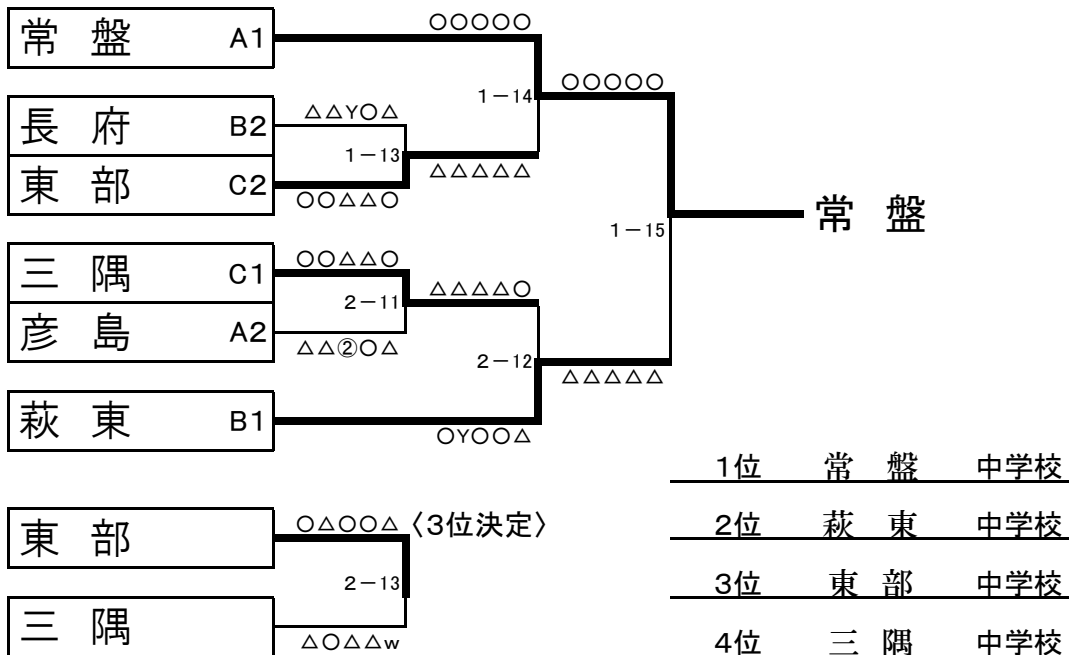 常盤 A1
○○○○○
1－14
○○○○○
長府 B2
△△Y○△
1－13
東部 C2
○○△△○
△△△△△
1－15
常盤
三隅 C1
○○△△○
2－11
△△△△○
彦島 A2
△△②○△
2－12
△△△△△
萩東 B1
○Y○○△
1位 常盤 中学校
2位 萩東 中学校
3位 東部 中学校
4位 三隅 中学校
東部
○△○○△
〈3位決定〉
2－13
三隅
△○△△w